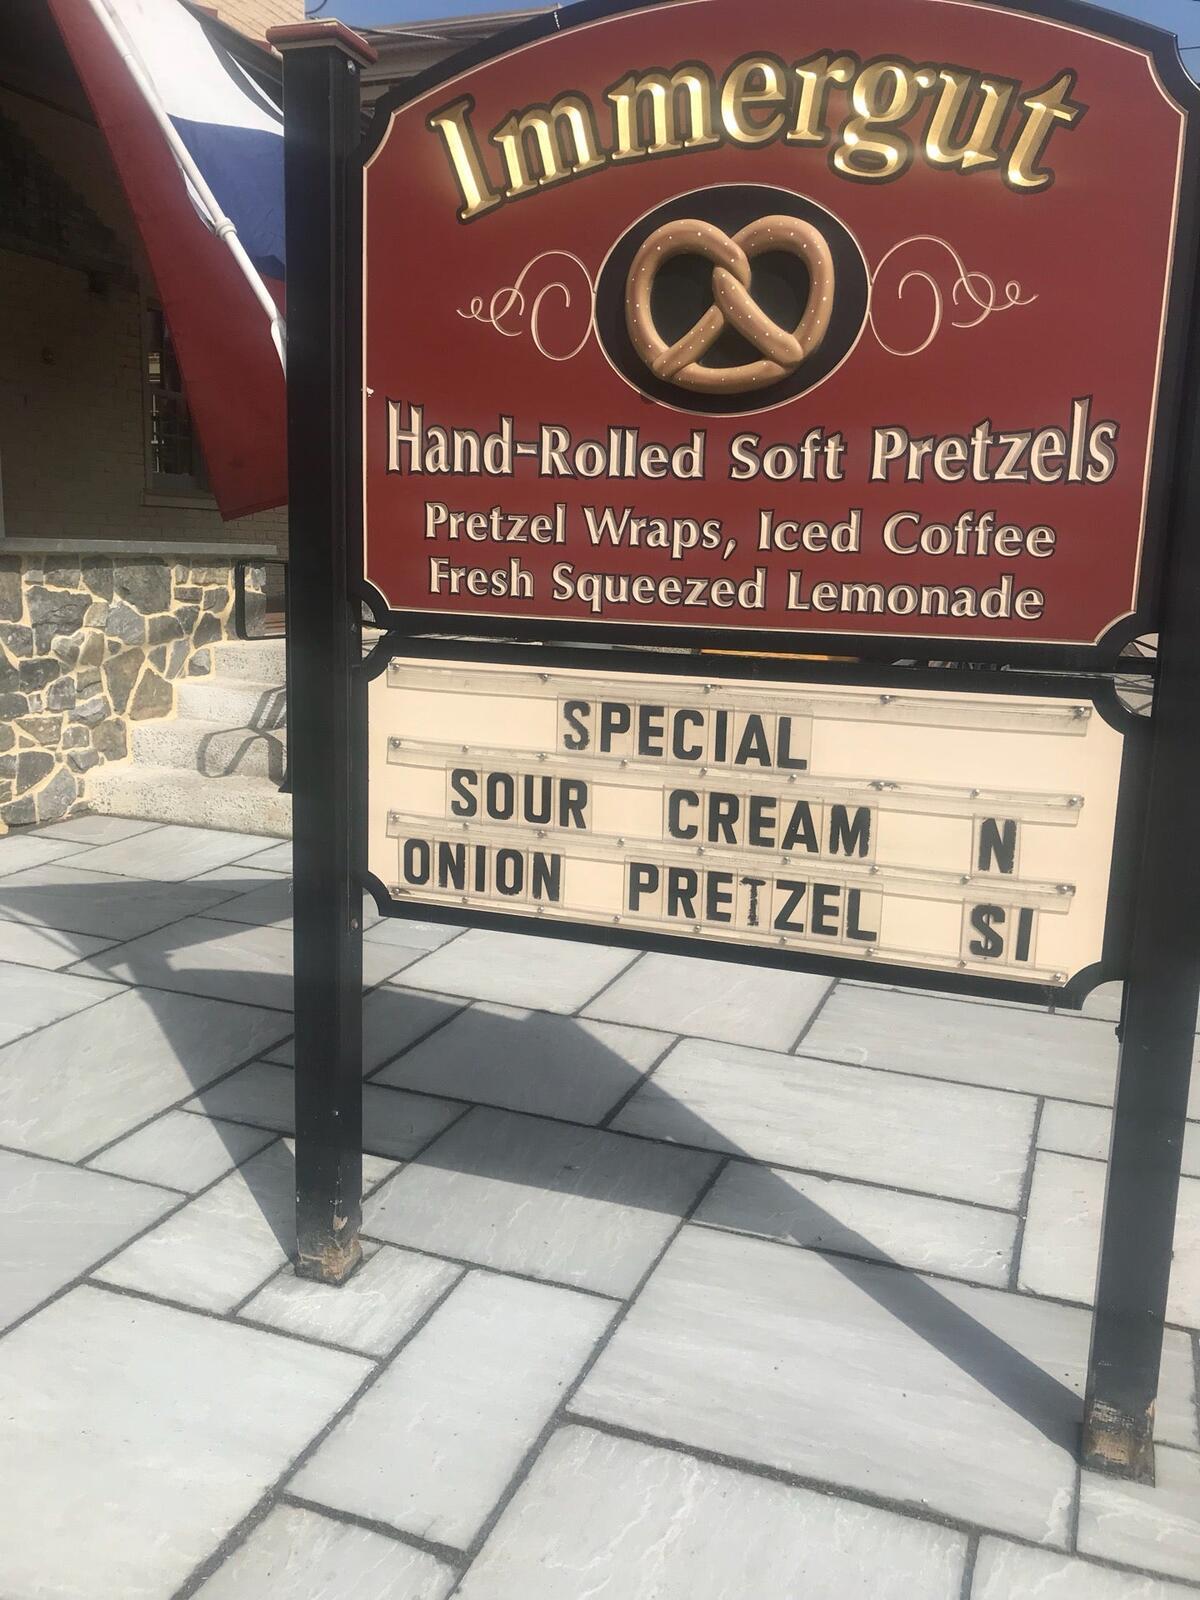 Immergut
Hand-Rolled Soft Pretzels
Pretzel Wraps, Iced Coffee
Fresh Squeezed Lemonade
SPECIAL
SOUR CREAM N
ONION PRETZEL $1